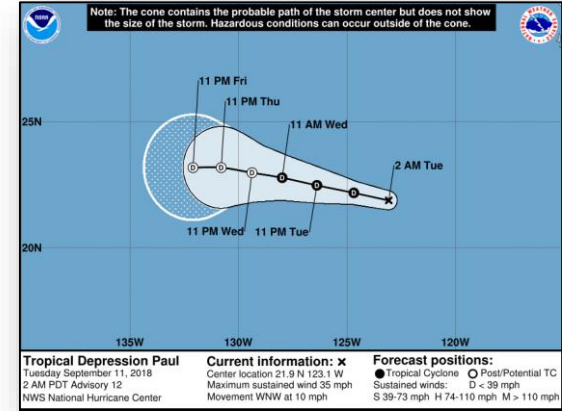 Note: The cone contains the probable path of the storm center but does not show
the size of the storm. Hazardous conditions can occur outside of the cone.
NOAA
11 PM Fri
11 PM Thu
25N
11 AM Wed
2 AM Tue
D D D D D D
11 PM Wed 11 PM Tue
20N
135W 130W 125W 120W
Tropical Depression Paul
Tuesday September 11, 2018
2 AM PDT Advisory 12
NWS National Hurricane Center
Current information: ×
Center location 21.9 N 123.1 W
Maximum sustained wind 35 mph
Movement WNW at 10 mph
Forecast positions:
● Tropical Cyclone ○ Post/Potential TC
Sustained winds: D < 39 mph
S 39-73 mph H 74-110 mph M > 110 mph